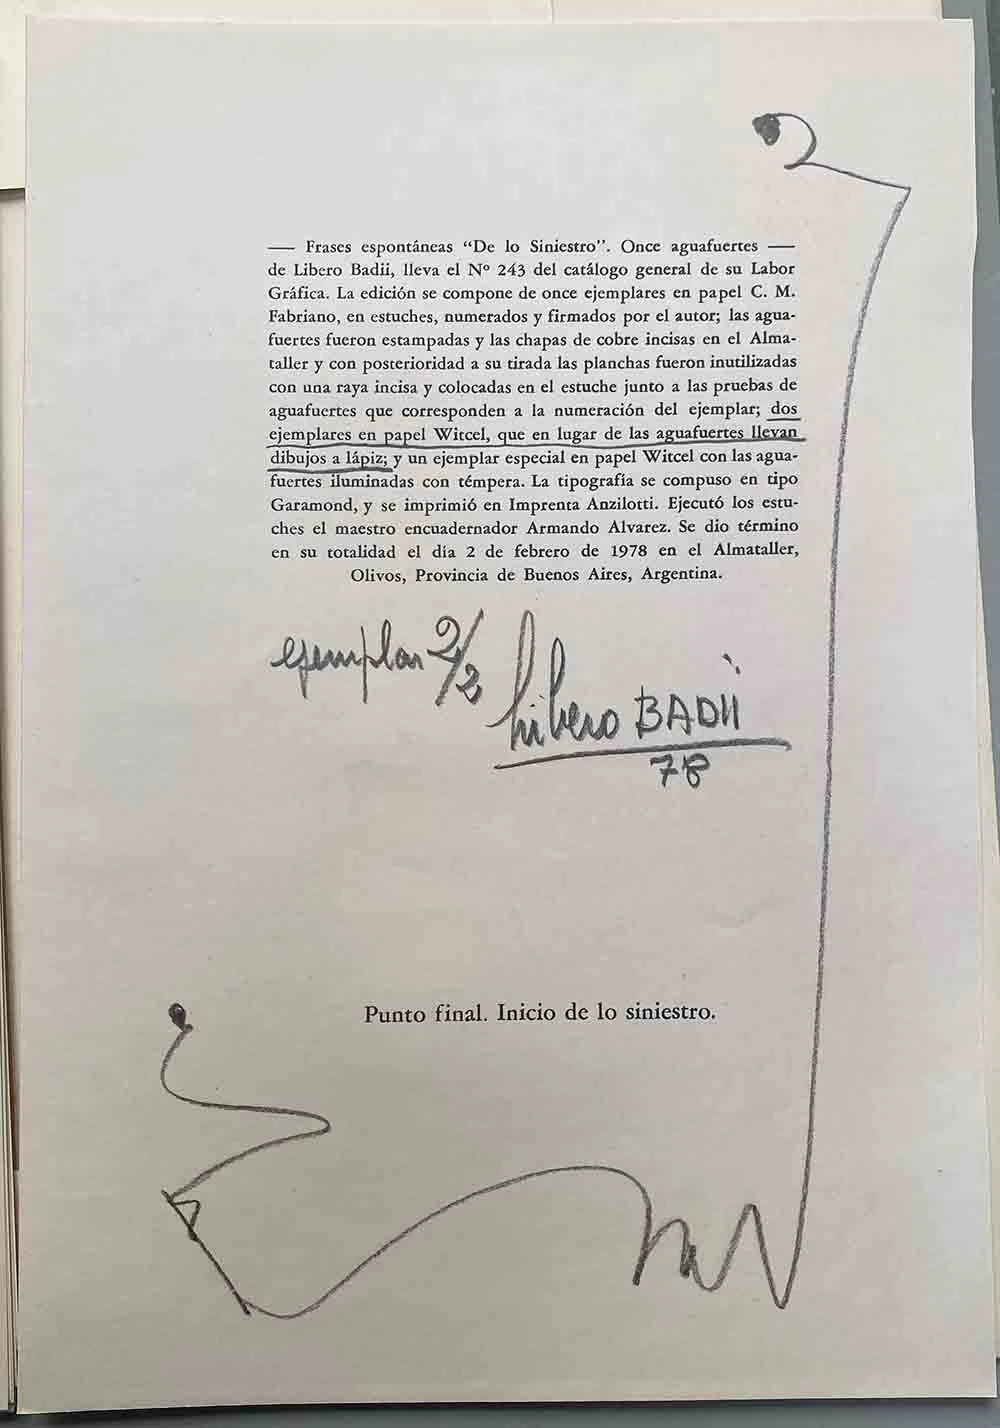 — Frases espontáneas “De lo Siniestro”. Once aguafuertes —
de Libero Badii, lleva el Nº 243 del catálogo general de su Labor
Gráfica. La edición se compone de once ejemplares en papel C. M.
Fabriano, en estuches, numerados y firmados por el autor; las agua-
fuertes fueron estampadas y las chapas de cobre incisas en el Alma-
taller y con posterioridad a su tirada las planchas fueron inutilizadas
con una raya incisa y colocadas en el estuche junto a las pruebas de
aguafuertes que corresponden a la numeración del ejemplar; dos
ejemplares en papel Witcel, que en lugar de las aguafuertes llevan
dibujos a lápiz; y un ejemplar especial en papel Witcel con las agua-
fuertes iluminadas con témpera. La tipografía se compuso en tipo
Garamond, y se imprimió en Imprenta Anzilotti. Ejecutó los estu-
ches el maestro encuadernador Armando Alvarez. Se dio término
en su totalidad el día 2 de febrero de 1978 en el Almataller,
Olivos, Provincia de Buenos Aires, Argentina.
ejemplar 2/2
Libero BADII
78
Punto final. Inicio de lo siniestro.